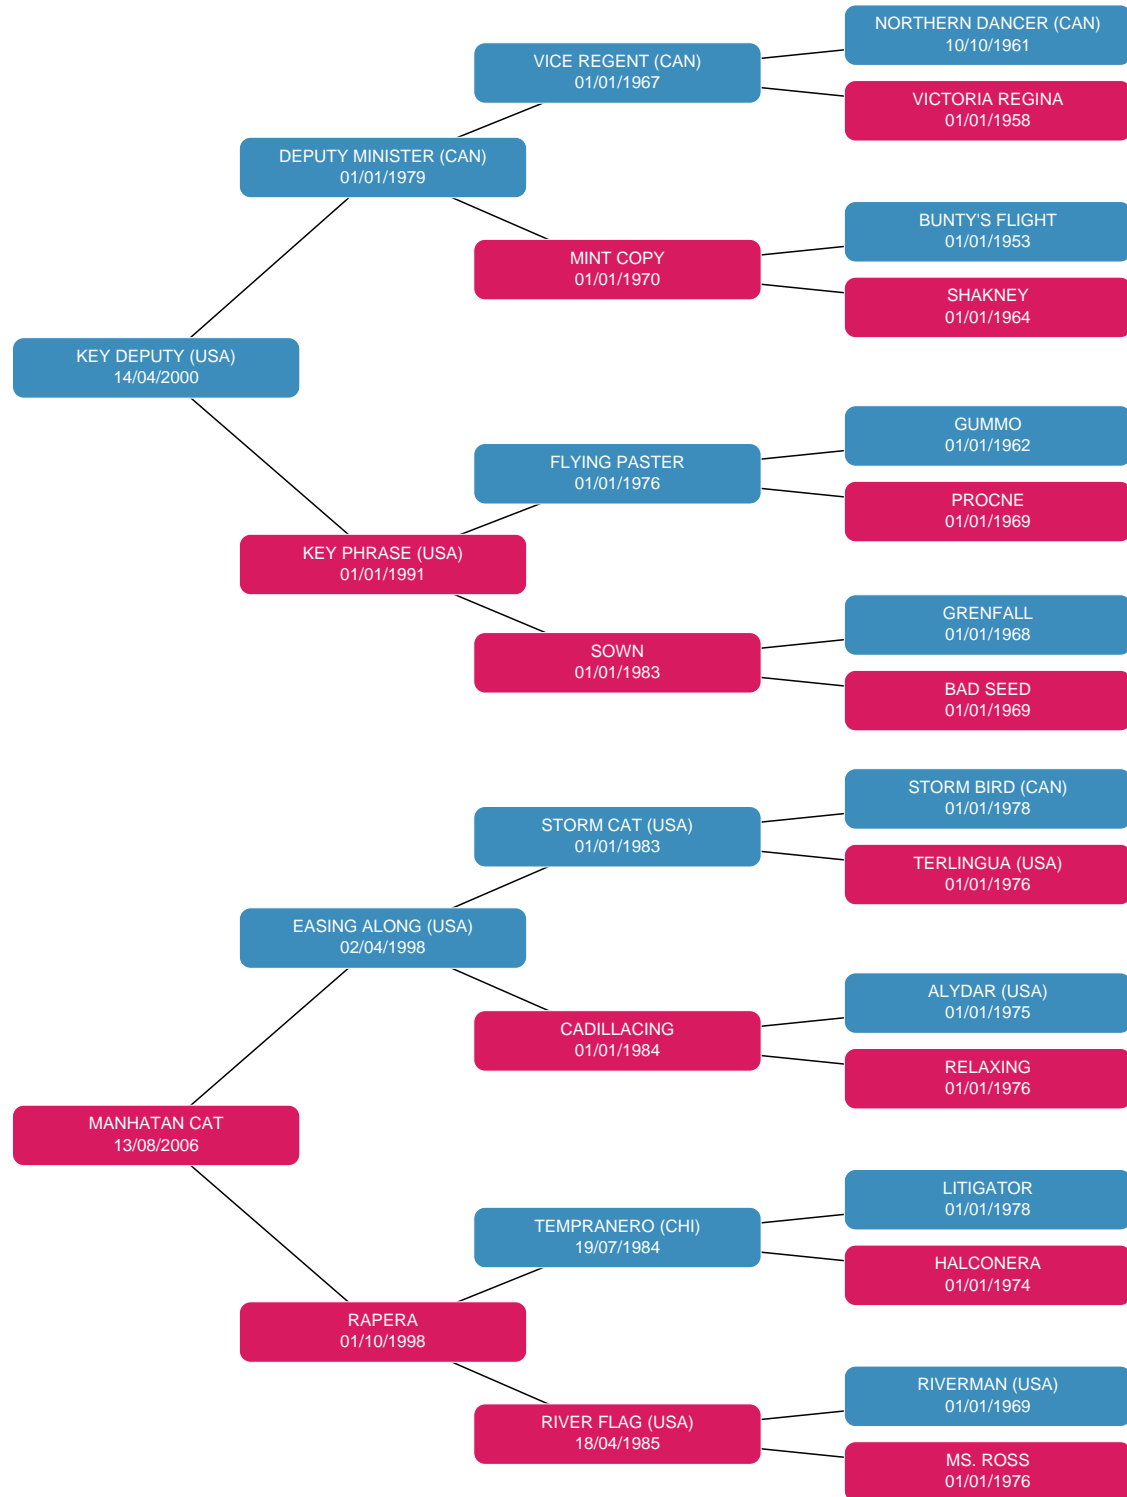 NORTHERN DANCER (CAN)
10/10/1961
VICE REGENT (CAN)
01/01/1967
VICTORIA REGINA
01/01/1958
DEPUTY MINISTER (CAN)
01/01/1979
BUNTY'S FLIGHT
01/01/1953
MINT COPY
01/01/1970
SHAKNEY
01/01/1964
KEY DEPUTY (USA)
14/04/2000
GUMMO
01/01/1962
FLYING PASTER
01/01/1976
PROCNE
01/01/1969
KEY PHRASE (USA)
01/01/1991
GRENFALL
01/01/1968
SOWN
01/01/1983
BAD SEED
01/01/1969
STORM BIRD (CAN)
01/01/1978
STORM CAT (USA)
01/01/1983
TERLINGUA (USA)
01/01/1976
EASING ALONG (USA)
02/04/1998
ALYDAR (USA)
01/01/1975
CADILLACING
01/01/1984
RELAXING
01/01/1976
MANHATAN CAT
13/08/2006
LITIGATOR
01/01/1978
TEMPRANERO (CHI)
19/07/1984
HALCONERA
01/01/1974
RAPERA
01/10/1998
RIVERMAN (USA)
01/01/1969
RIVER FLAG (USA)
18/04/1985
MS. ROSS
01/01/1976